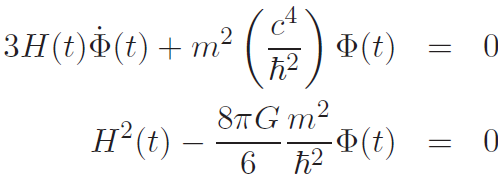 3H(t)Φ̇(t) + m²(c⁴/ħ²)Φ(t) = 0
H²(t) − (8πG/6)(m²/ħ²)Φ(t) = 0